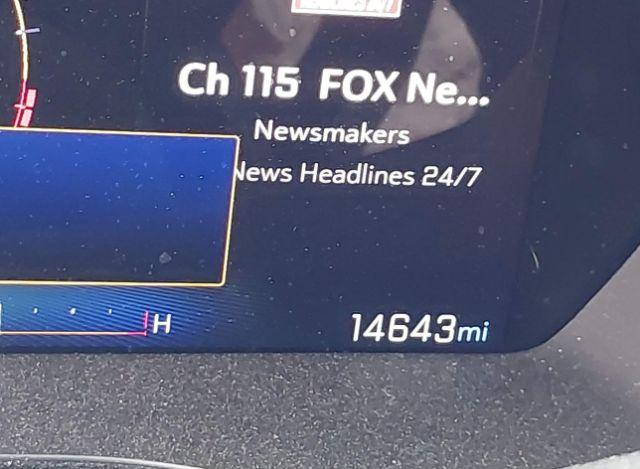 Ch 115 FOX Ne...
Newsmakers
News Headlines 24/7
H
14643mi